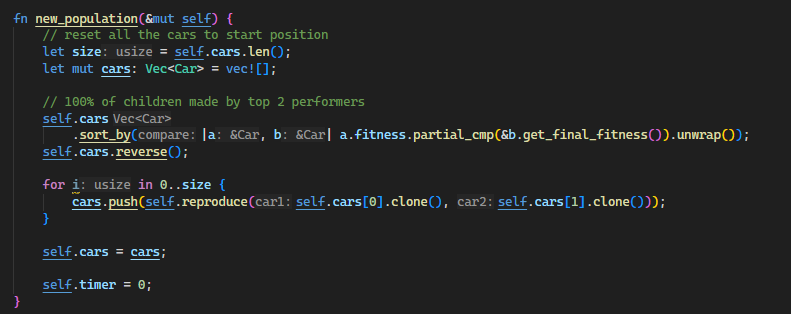 fn new_population(&mut self) {
    // reset all the cars to start position
    let size: usize = self.cars.len();
    let mut cars: Vec<Car> = vec![];

    // 100% of children made by top 2 performers
    self.cars Vec<Car>
        .sort_by(compare: |a: &Car, b: &Car| a.fitness.partial_cmp(&b.get_final_fitness()).unwrap());
    self.cars.reverse();

    for i: usize in 0..size {
        cars.push(self.reproduce(car1: self.cars[0].clone(), car2: self.cars[1].clone()));
    }

    self.cars = cars;

    self.timer = 0;
}